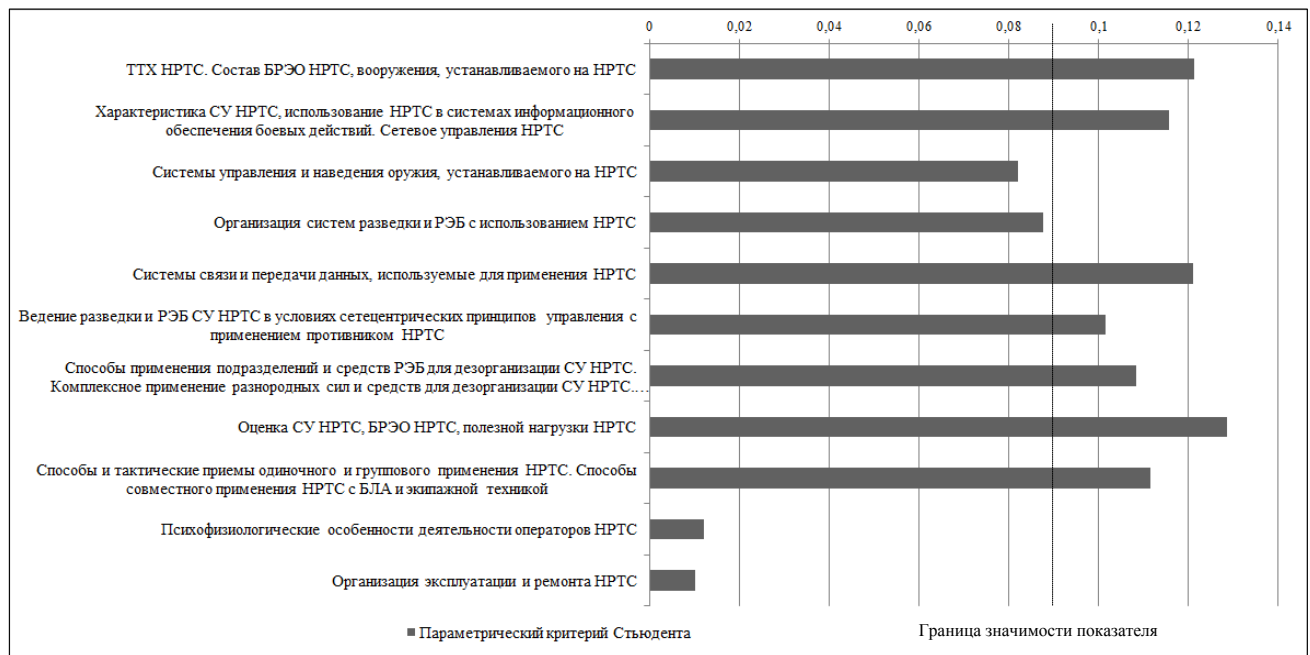 0 0,02 0,04 0,06 0,08 0,1 0,12 0,14
ТТХ НРТС. Состав БРЭО НРТС, вооружения, устанавливаемого на НРТС
Характеристика СУ НРТС, использование НРТС в системах информационного
обеспечения боевых действий. Сетевое управления НРТС
Системы управления и наведения оружия, устанавливаемого на НРТС
Организация систем разведки и РЭБ с использованием НРТС
Системы связи и передачи данных, используемые для применения НРТС
Ведение разведки и РЭБ СУ НРТС в условиях сетецентрических принципов управления с
применением противником НРТС
Способы применения подразделений и средств РЭБ для дезорганизации СУ НРТС.
Комплексное применение разнородных сил и средств для дезорганизации СУ НРТС.…
Оценка СУ НРТС, БРЭО НРТС, полезной нагрузки НРТС
Способы и тактические приемы одиночного и группового применения НРТС. Способы
совместного применения НРТС с БЛА и экипажной техникой
Психофизиологические особенности деятельности операторов НРТС
Организация эксплуатации и ремонта НРТС
Параметрический критерий Стьюдента
Граница значимости показателя